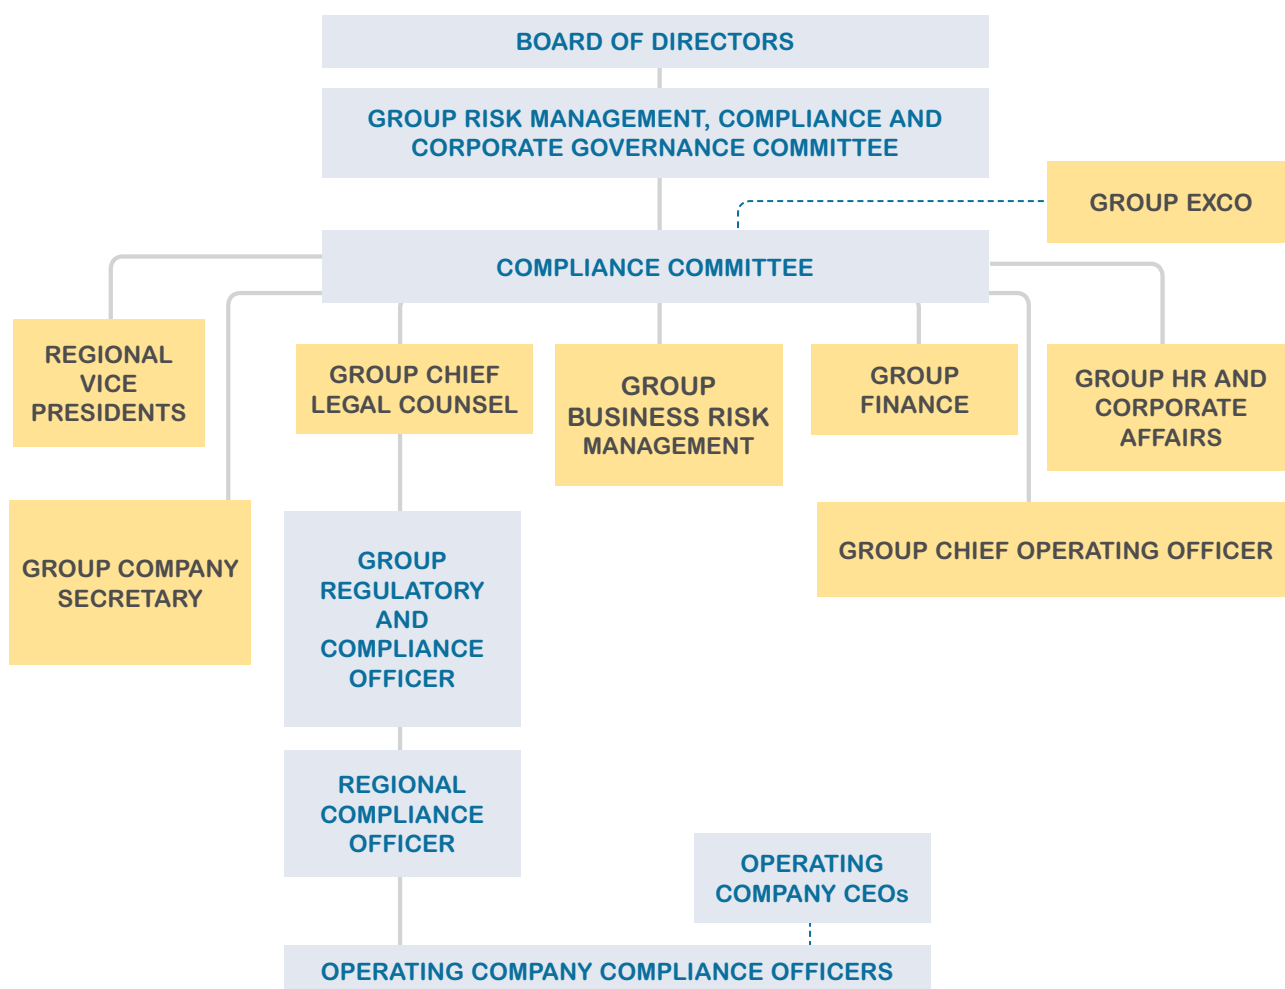 BOARD OF DIRECTORS
GROUP RISK MANAGEMENT, COMPLIANCE AND
CORPORATE GOVERNANCE COMMITTEE
GROUP EXCO
COMPLIANCE COMMITTEE
REGIONAL
VICE
PRESIDENTS
GROUP CHIEF
LEGAL COUNSEL
GROUP
BUSINESS RISK
MANAGEMENT
GROUP
FINANCE
GROUP HR AND
CORPORATE
AFFAIRS
GROUP COMPANY
SECRETARY
GROUP
REGULATORY
AND
COMPLIANCE
OFFICER
GROUP CHIEF OPERATING OFFICER
REGIONAL
COMPLIANCE
OFFICER
OPERATING
COMPANY CEOs
OPERATING COMPANY COMPLIANCE OFFICERS